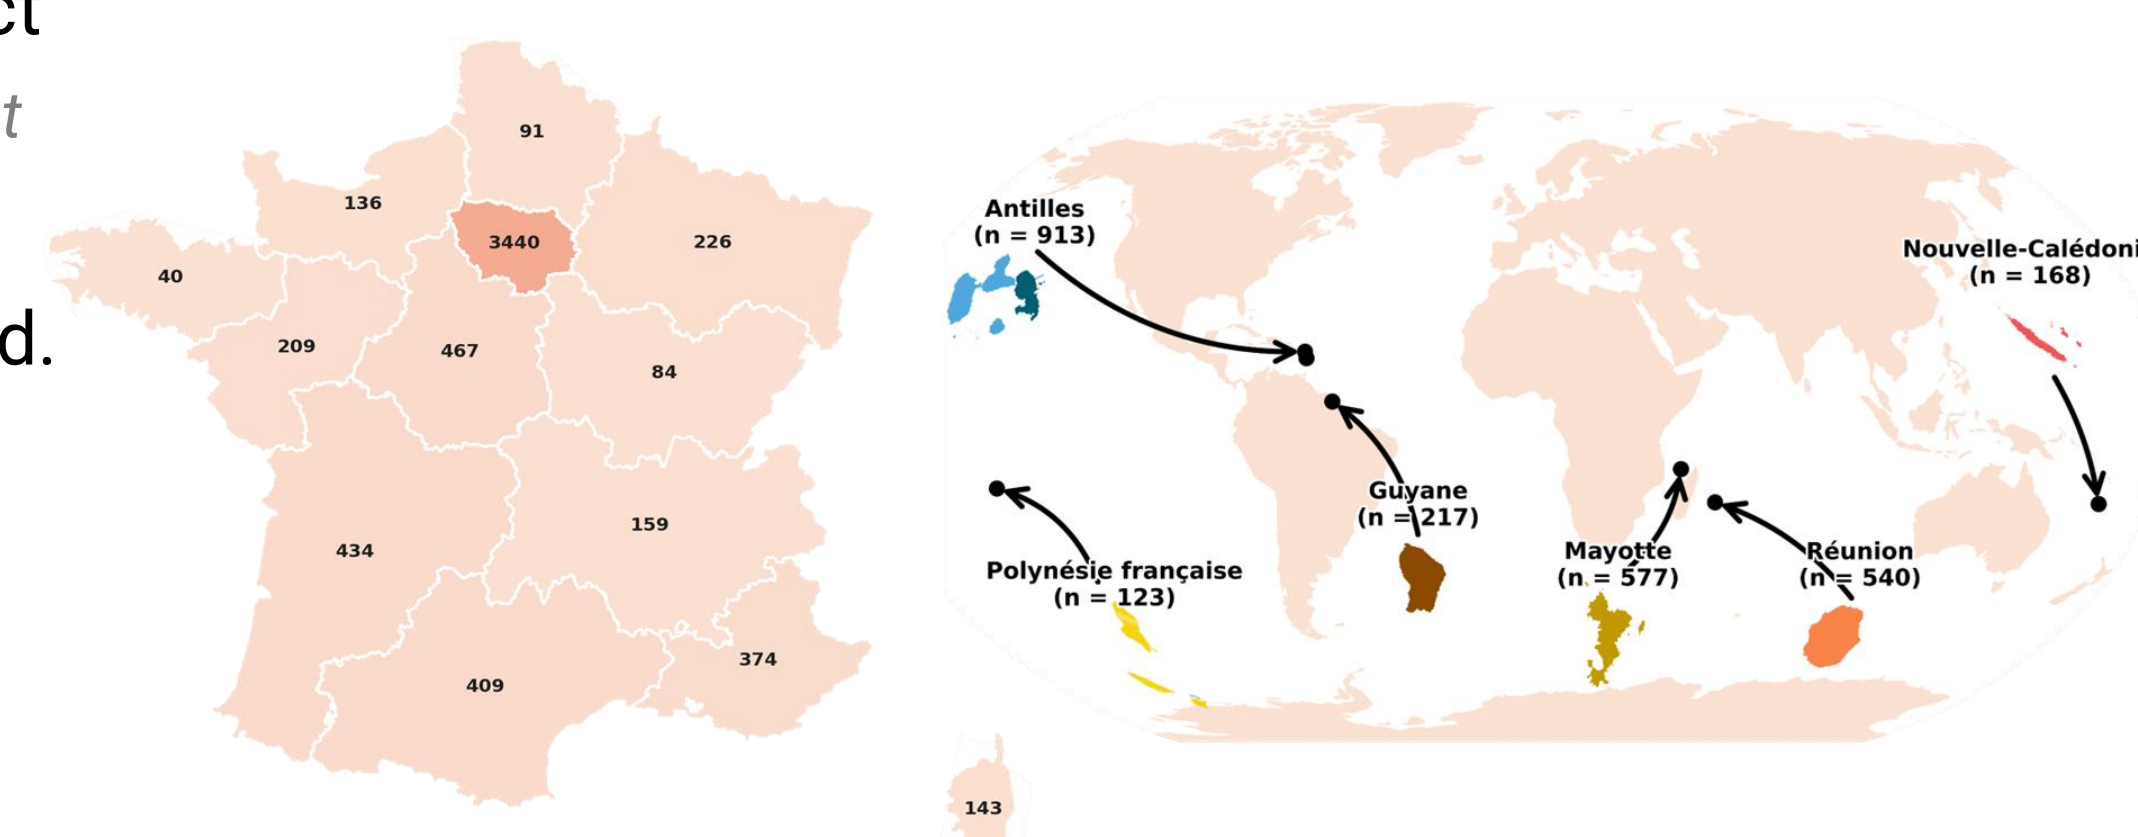 ct
t
d.
91
136
3440
226
40
209
467
84
434
159
409
374
143
Antilles
(n = 913)
Nouvelle-Calédoni
(n = 168)
Guyane
(n = 217)
Polynésie française
(n = 123)
Mayotte
(n = 577)
Réunion
(n = 540)